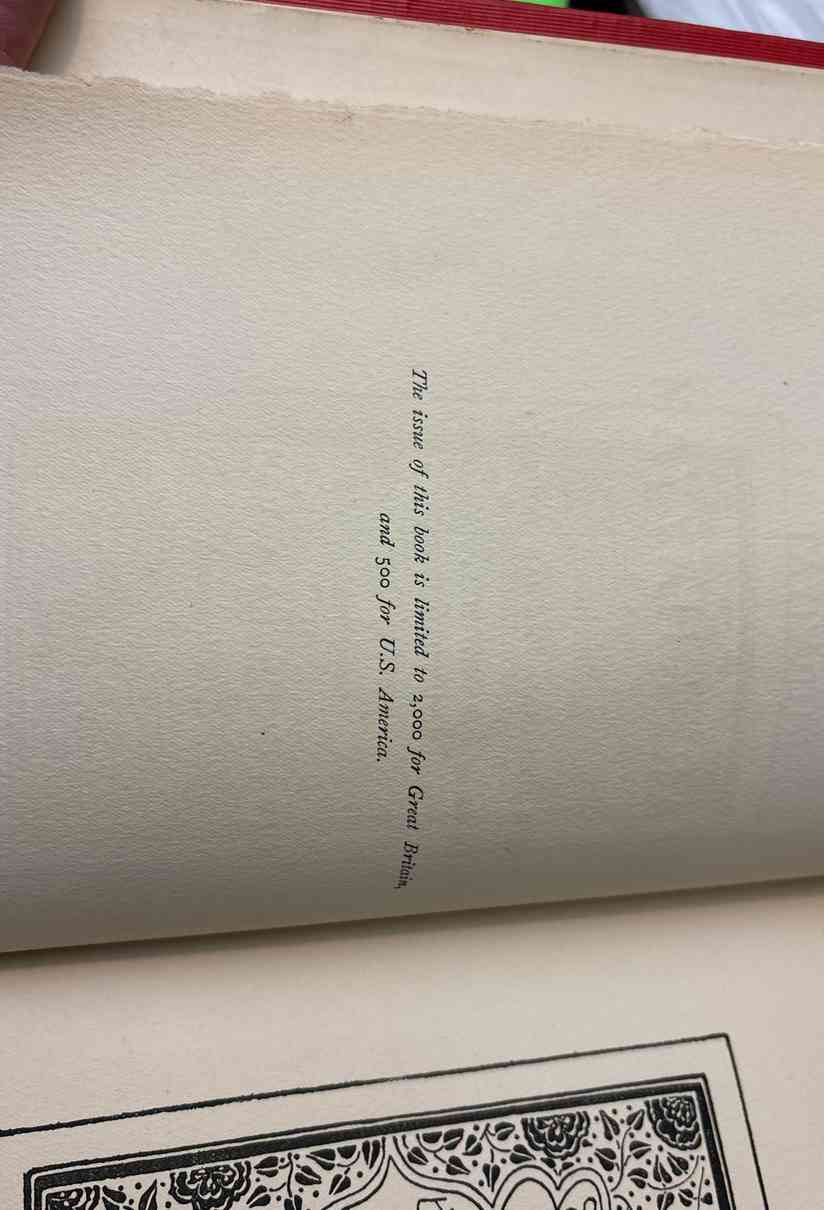 The issue of this book is limited to 2,000 for Great Britain,
and 500 for U.S. America.